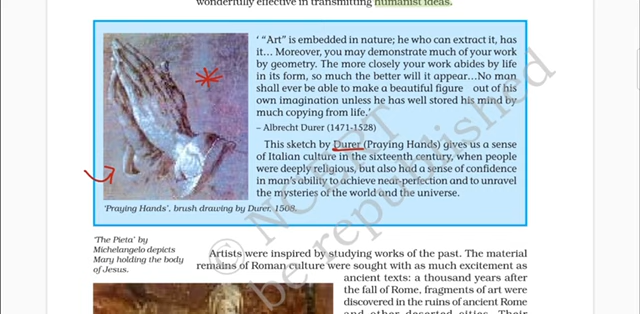 wonderfully effective in transmitting humanist ideas.
‘ “Art” is embedded in nature; he who can extract it, has
it... Moreover, you may demonstrate much of your work
by geometry. The more closely your work abides by life
in its form, so much the better will it appear...No man
shall ever be able to make a beautiful figure out of his
own imagination unless he has well stored his mind by
much copying from life.’
– Albrecht Durer (1471-1528)
This sketch by Durer (Praying Hands) gives us a sense
of Italian culture in the sixteenth century, when people
were deeply religious, but also had a sense of confidence
in man's ability to achieve near-perfection and to unravel
the mysteries of the world and the universe.
‘Praying Hands’, brush drawing by Durer, 1508.
‘The Pieta’ by
Michelangelo depicts
Mary holding the body
of Jesus.
Artists were inspired by studying works of the past. The material
remains of Roman culture were sought with as much excitement as
ancient texts: a thousand years after
the fall of Rome, fragments of art were
discovered in the ruins of ancient Rome
and other deserted cities. Their
© NCERT
be republished